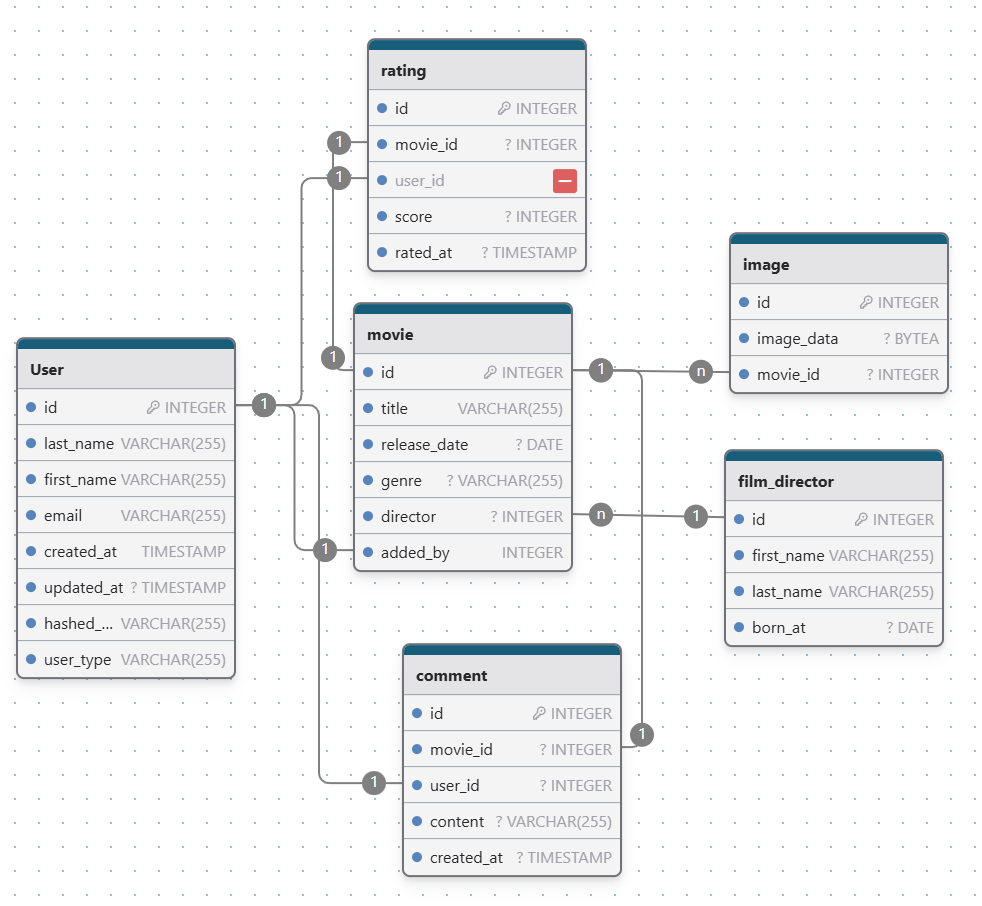 rating
id INTEGER
movie_id ? INTEGER
user_id
score ? INTEGER
rated_at ? TIMESTAMP
1
1
image
id INTEGER
image_data ? BYTEA
movie_id ? INTEGER
movie
id INTEGER
title VARCHAR(255)
release_date ? DATE
genre ? VARCHAR(255)
director ? INTEGER
added_by INTEGER
1
1
n
n
1
1
User
id INTEGER
last_name VARCHAR(255)
first_name VARCHAR(255)
email VARCHAR(255)
created_at TIMESTAMP
updated_at ? TIMESTAMP
hashed_... VARCHAR(255)
user_type VARCHAR(255)
1
film_director
id INTEGER
first_name VARCHAR(255)
last_name VARCHAR(255)
born_at ? DATE
comment
id INTEGER
movie_id ? INTEGER
user_id ? INTEGER
content ? VARCHAR(255)
created_at ? TIMESTAMP
1
1